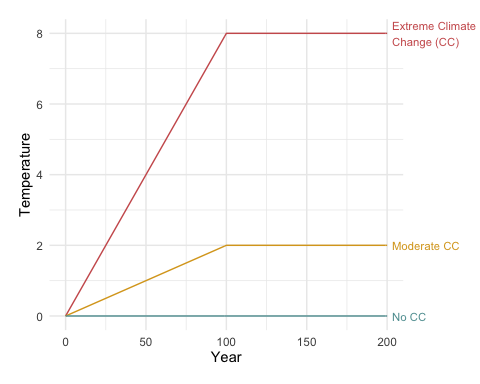 8
6
4
2
0
Temperature
Extreme Climate
Change (CC)
Moderate CC
No CC
0 50 100 150 200
Year